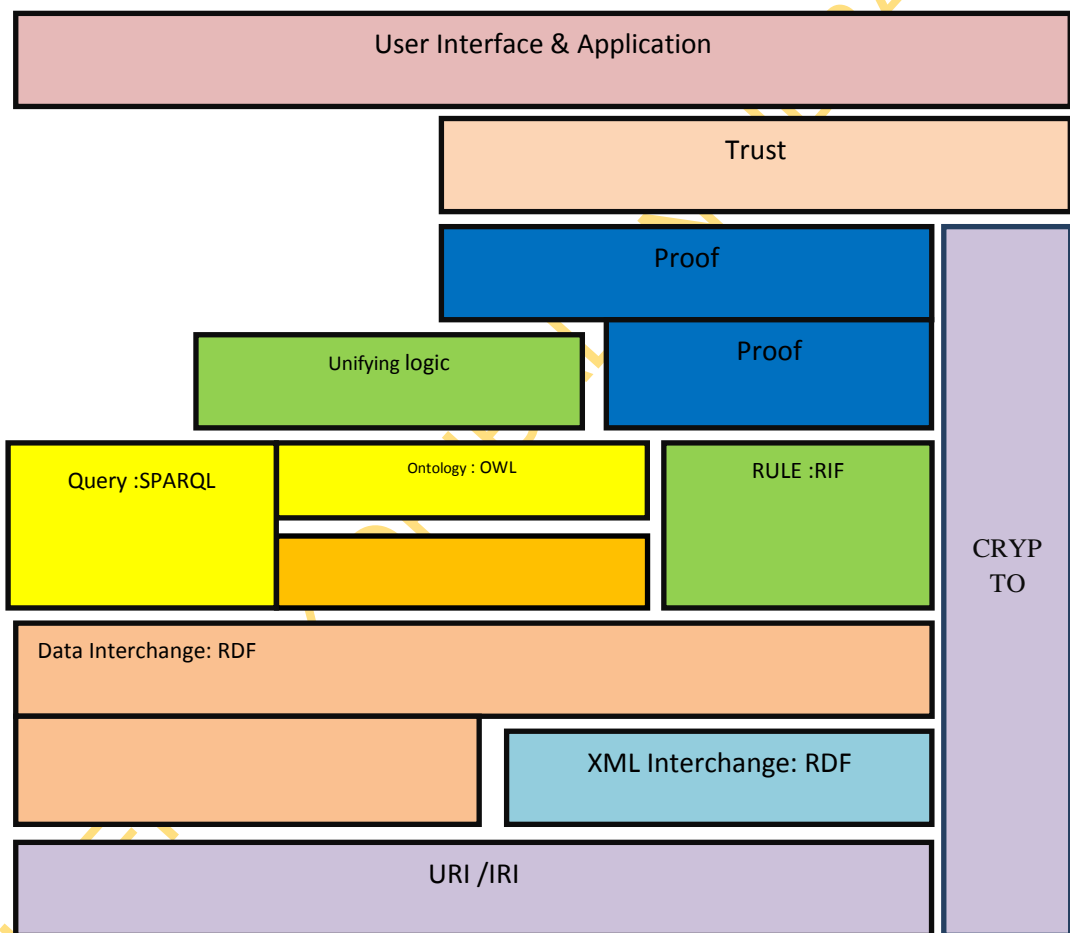 User Interface & Application
Trust
Proof
Proof
Unifying logic
Query :SPARQL
Ontology : OWL
RULE :RIF
CRYP
TO
Data Interchange: RDF
XML Interchange: RDF
URI /IRI